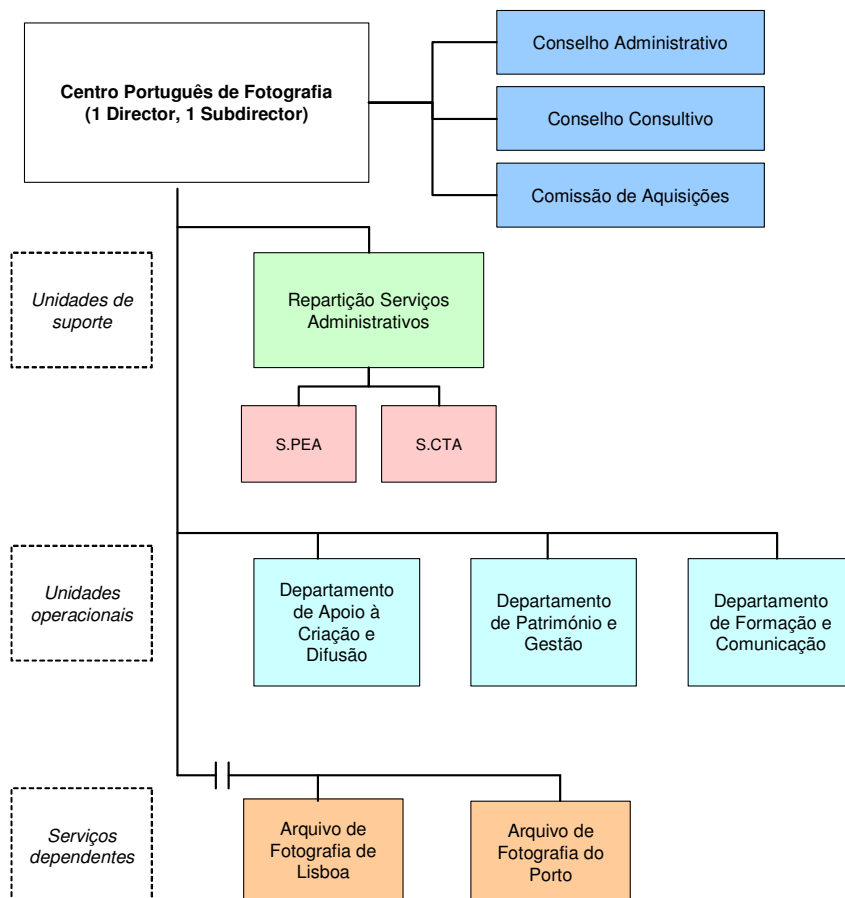 Centro Português de Fotografia
(1 Director, 1 Subdirector)
Conselho Administrativo
Conselho Consultivo
Comissão de Aquisições
Unidades de
suporte
Repartição Serviços
Administrativos
S.PEA
S.CTA
Unidades
operacionais
Departamento
de Apoio à
Criação e
Difusão
Departamento
de Património e
Gestão
Departamento
de Formação e
Comunicação
Serviços
dependentes
Arquivo de
Fotografia de
Lisboa
Arquivo de
Fotografia do
Porto